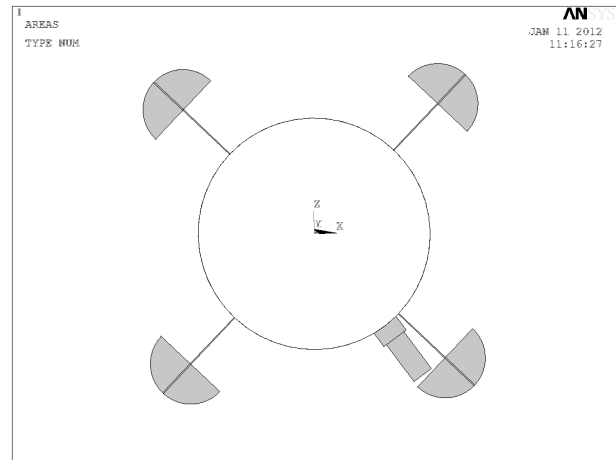 1
ANSYS
AREAS
TYPE NUM
JAN 11 2012
11:16:27
Z
Y
X